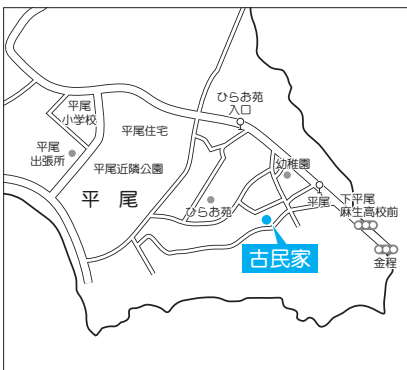 ひらお苑
入口
平尾
小学校
平尾住宅
平尾
出張所
平尾近隣公園
幼稚園
平 尾
ひらお苑
平尾
下平尾
麻生高校前
古民家
金程